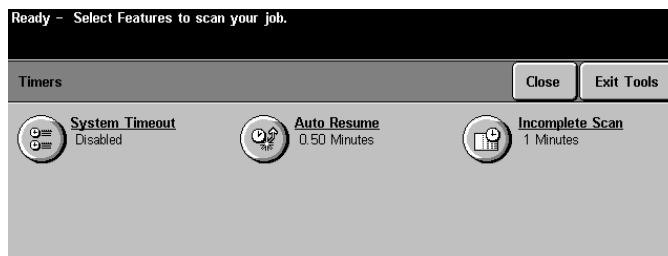 Ready – Select Features to scan your job.
Timers
Close
Exit Tools
System Timeout
Disabled
Auto Resume
0.50 Minutes
Incomplete Scan
1 Minutes